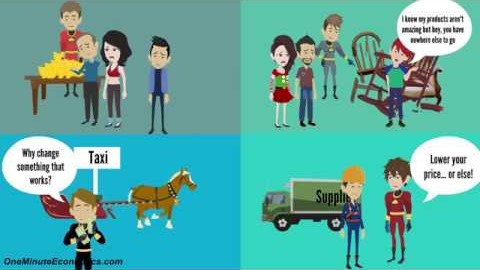 I know my products aren't
amazing but hey, you have
nowhere else to go
Why change
something that
works?
Taxi
Supplie
Lower your
price... or else!
OneMinuteEconomics.com